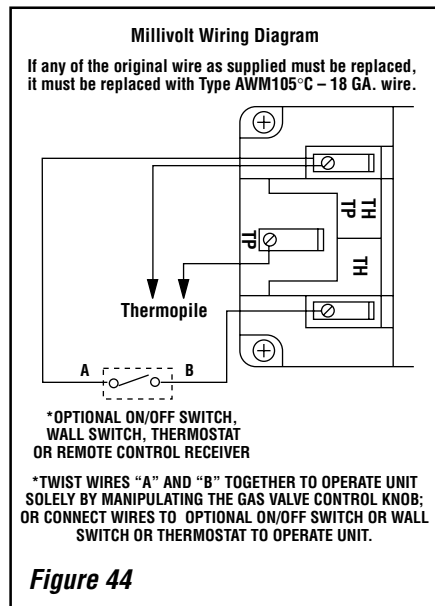 Millivolt Wiring Diagram
If any of the original wire as supplied must be replaced,
it must be replaced with Type AWM105°C – 18 GA. wire.
TH
TP
TP
TH
Thermopile
A
B
*OPTIONAL ON/OFF SWITCH,
WALL SWITCH, THERMOSTAT
OR REMOTE CONTROL RECEIVER
*TWIST WIRES “A” AND “B” TOGETHER TO OPERATE UNIT
SOLELY BY MANIPULATING THE GAS VALVE CONTROL KNOB;
OR CONNECT WIRES TO OPTIONAL ON/OFF SWITCH OR WALL
SWITCH OR THERMOSTAT TO OPERATE UNIT.
Figure 44